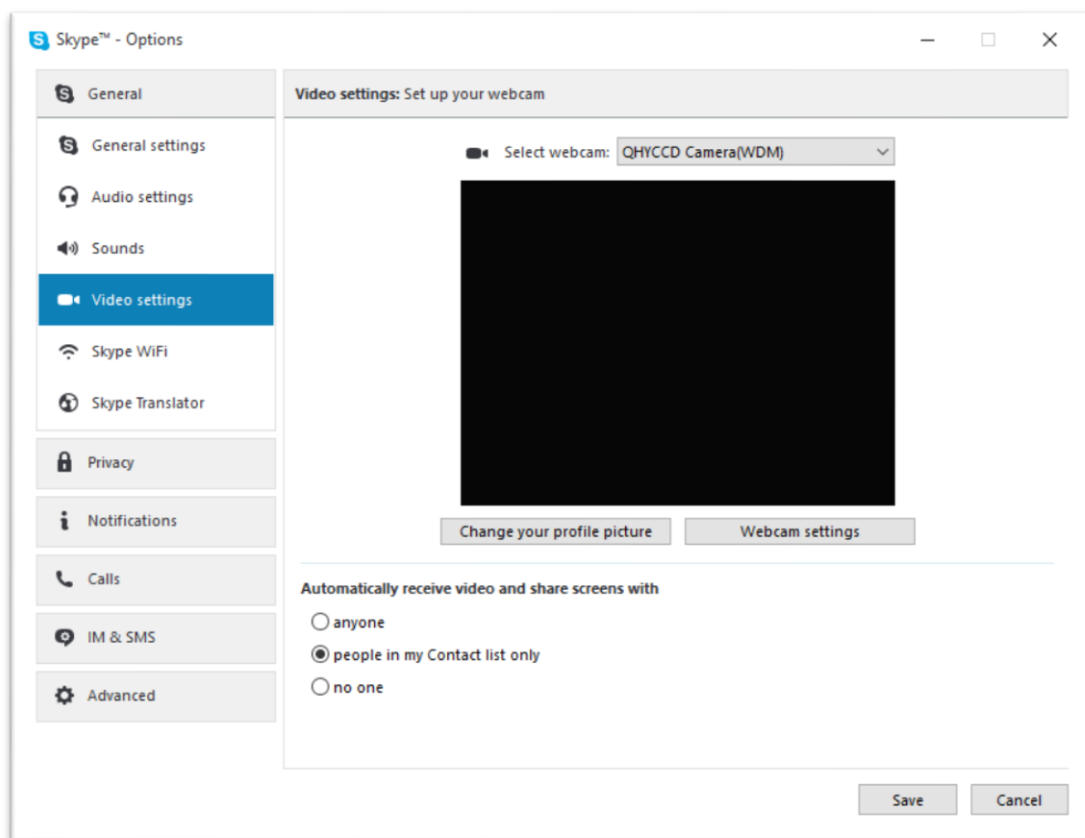 Skype™ - Options
General
Video settings: Set up your webcam
General settings
Audio settings
Sounds
Video settings
Skype WiFi
Skype Translator
Privacy
Notifications
Calls
IM & SMS
Advanced
Select webcam: QHYCCD Camera(WDM)
Change your profile picture
Webcam settings
Automatically receive video and share screens with
anyone
people in my Contact list only
no one
Save
Cancel